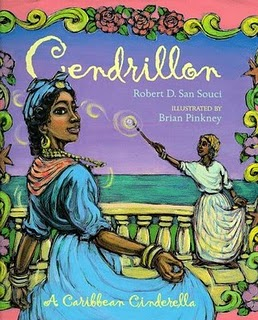 Cendrillon
Robert D. San Souci
ILLUSTRATED BY
Brian Pinkney
A Caribbean Cinderella